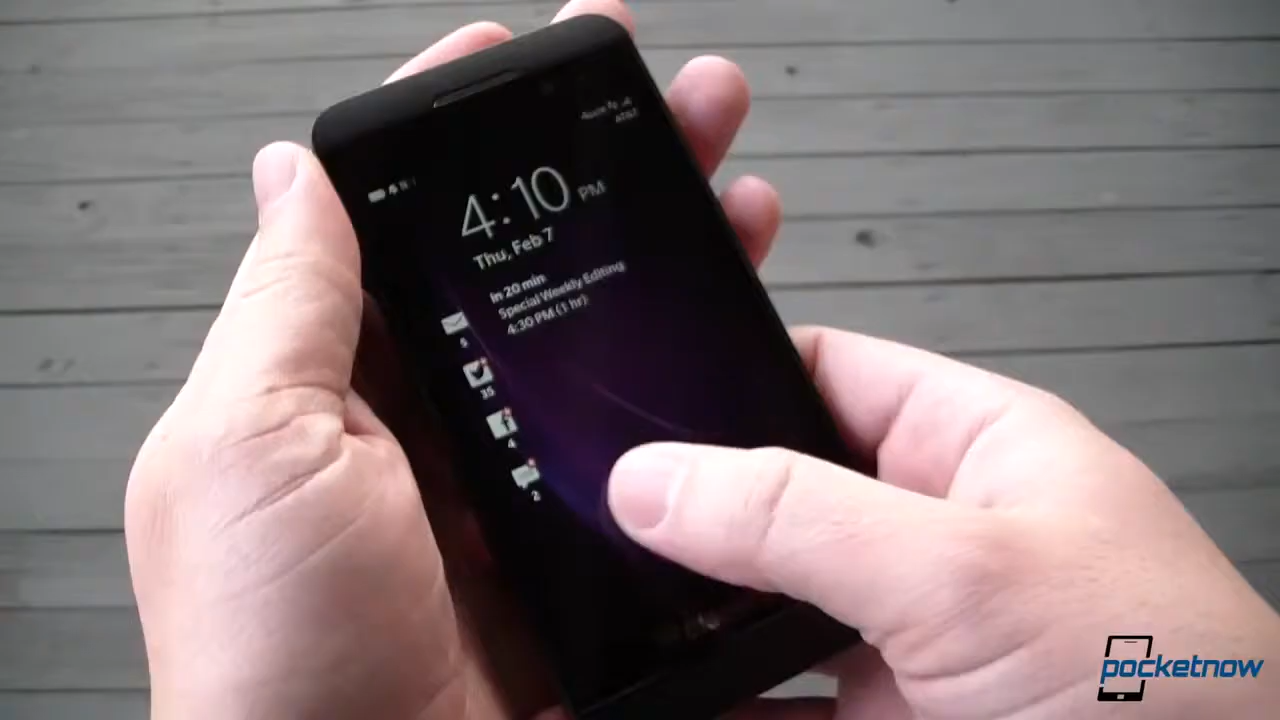 AT&T
4:10 PM
Thu, Feb 7
In 20 min
Special Weekly Editing
4:30 PM (1 hr)
5
35
4
2
pocketnow